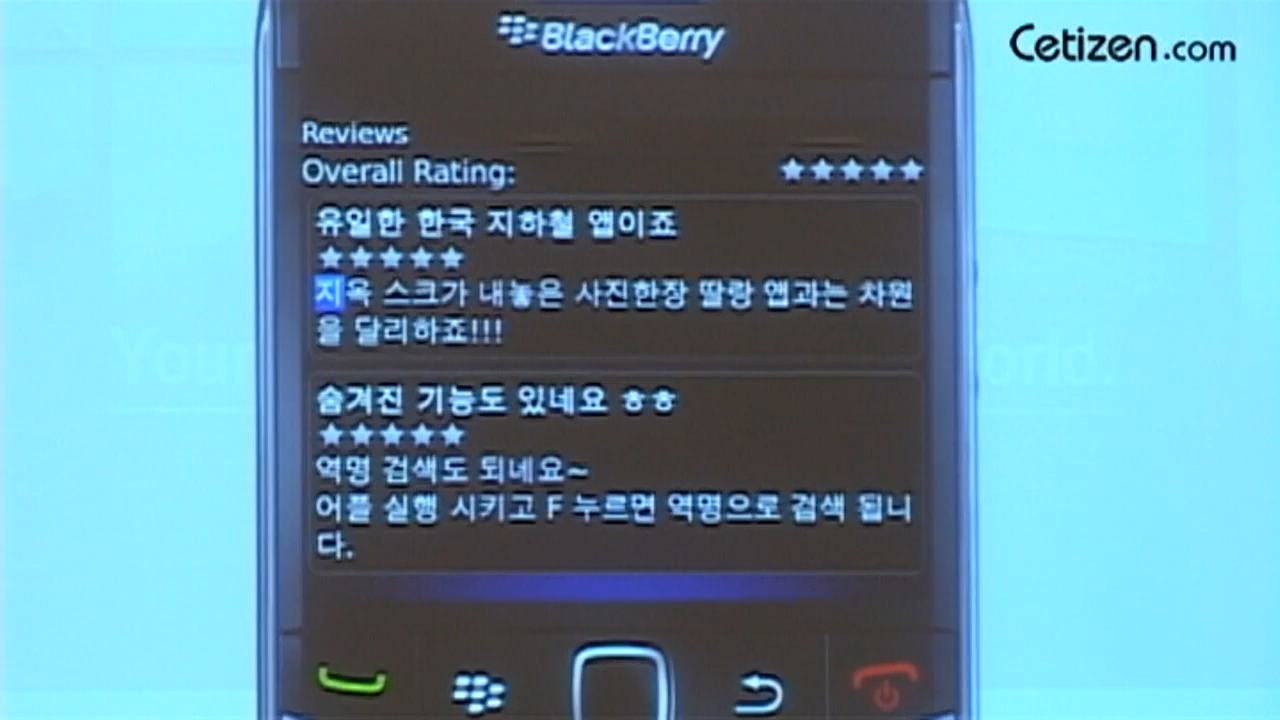 BlackBerry
Cetizen.com
Reviews
Overall Rating: ★★★★★
유일한 한국 지하철 앱이죠
★★★★★
지옥 스크가 내놓은 사진한장 딸랑 앱과는 차원
을 달리하죠!!!
숨겨진 기능도 있네요 ㅎㅎ
★★★★★
역명 검색도 되네요~
어플 실행 시키고 F 누르면 역명으로 검색 됩니
다.
Your